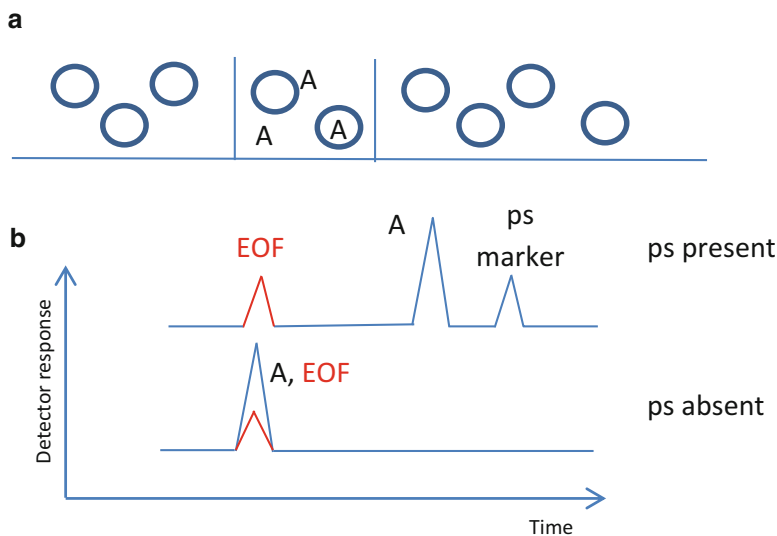 a
A
A
A
b
EOF
A
ps
marker
ps present
A, EOF
ps absent
Detector response
Time